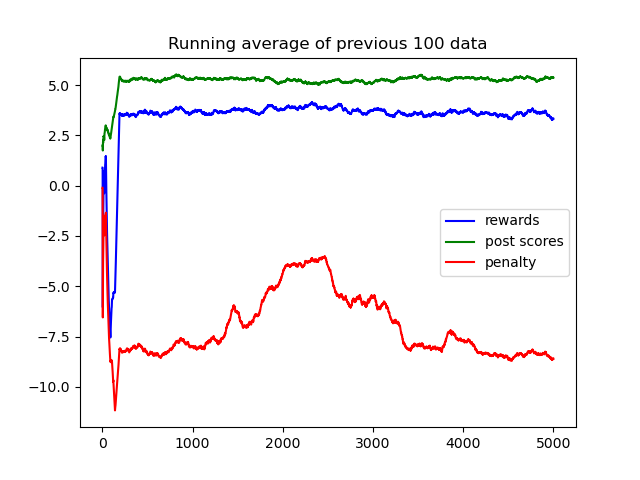 Running average of previous 100 data
5.0
2.5
0.0
−2.5
−5.0
−7.5
−10.0
rewards
post scores
penalty
0 1000 2000 3000 4000 5000